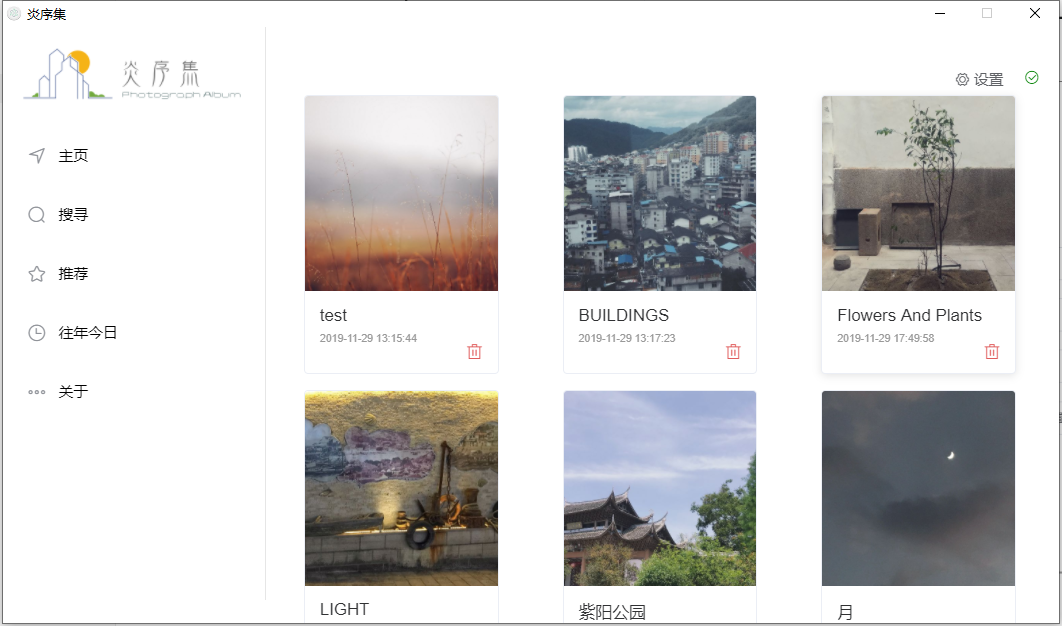 炎序集
炎序集
Photograph Album
设置
主页
搜寻
推荐
往年今日
关于
test
2019-11-29 13:15:44
BUILDINGS
2019-11-29 13:17:23
Flowers And Plants
2019-11-29 17:49:58
LIGHT
紫阳公园
月